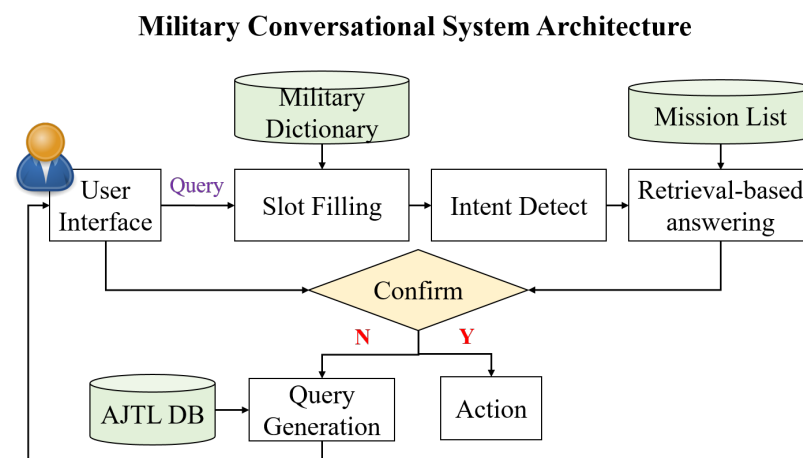 Military Conversational System Architecture
Military
Dictionary
Mission List
User
Interface
Query
Slot Filling
Intent Detect
Retrieval-based
answering
Confirm
N
Y
AJTL DB
Query
Generation
Action